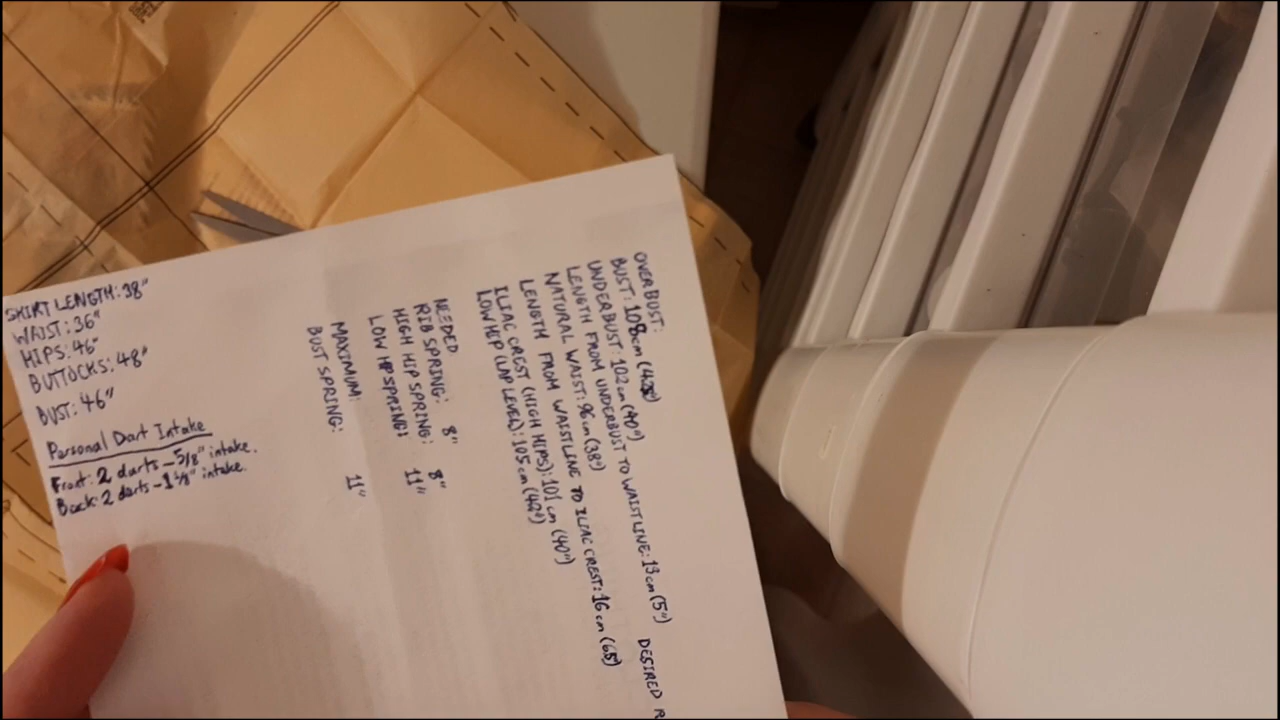 SKIRT LENGTH: 38"
WAIST: 36"
HIPS: 46"
BUTTOCKS: 48"
BUST: 46"
Personal Dart Intake
Front: 2 darts - 5/8" intake.
Back: 2 darts - 1 5/8" intake.
OVERBUST:
BUST: 108cm
UNDERBUST: 102cm (40")
LENGTH FROM UNDERBUST TO WAISTLINE: 13cm (5")
NATURAL WAIST: 96cm (38")
LENGTH FROM WAISTLINE TO ILIAC CREST: 16cm (6.5")
ILIAC CREST (HIGH HIPS): 101cm (40")
LOW HIP (LAP LEVEL): 105cm (42")
NEEDED
RIB SPRING: 8"
HIGH HIP SPRING: 8"
LOW HIP SPRING: 11"
MAXIMUM:
BUST SPRING: 11"
DESIRED